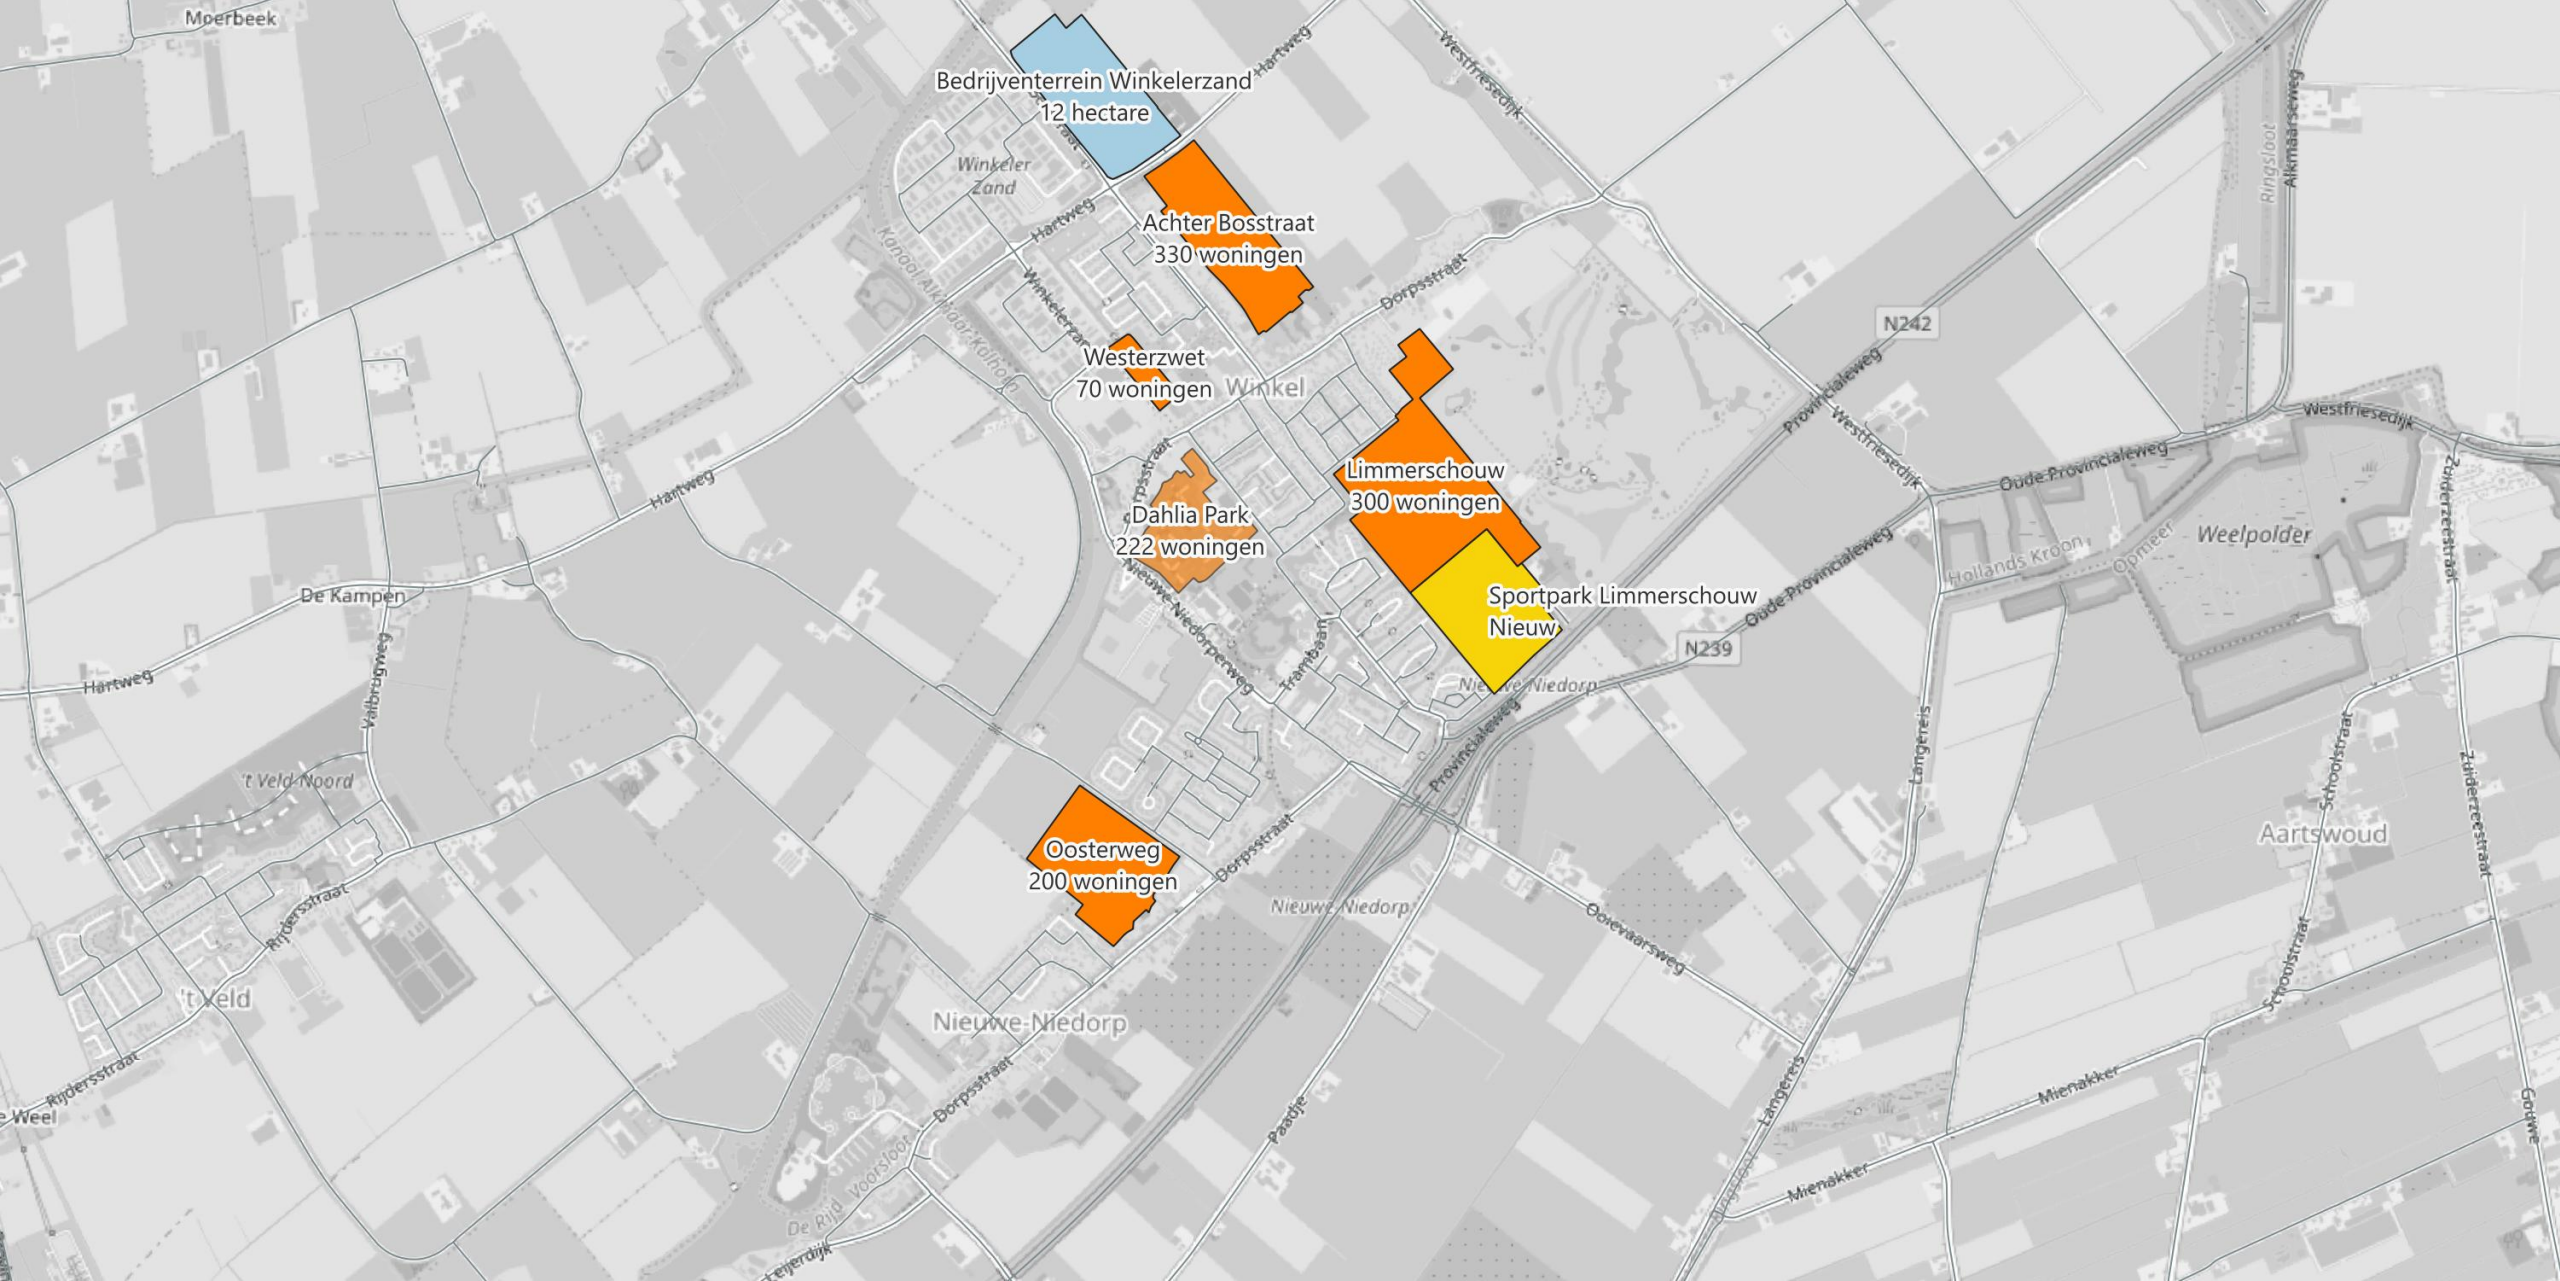 Moerbeek
Hartweg
Westfriesedijk
Alkmaarseweg
Ringsloot
Bedrijventerrein Winkelerzand
12 hectare
Winkeler
Zand
Hartweg
Kanaal Alkmaar-Kolhorn
Achter Bosstraat
330 woningen
Dorpsstraat
N242
Provincialeweg
Westerzwet
70 woningen
Winkel
Westfriesedijk
Westfriesedijk
Oude Provincialeweg
Zuiderzeestraat
Limmerschouw
300 woningen
Hartweg
Dahlia Park
222 woningen
Weelpolder
Hollands Kroon
Opmeer
Oude Provincialeweg
De Kampen
Sportpark Limmerschouw
Nieuw
Nieuwe Niedorperweg
Trambaan
N239
Hartweg
Valbrugweg
Nieuwe Niedorp
Provincialeweg
Langereis
Schoolstraat
Zuiderzeestraat
't Veld-Noord
Aartswoud
Oosterweg
200 woningen
Dorpsstraat
Nieuwe Niedorp
Rijdersstraat
Ooievaarsweg
Schoolstraat
't Veld
Nieuwe-Niedorp
Rijdersstraat
Dorpsstraat
Langereis
Mienakker
Gouwe
Paadje
Weel
Mienakker
De Rijd
Voorsloot